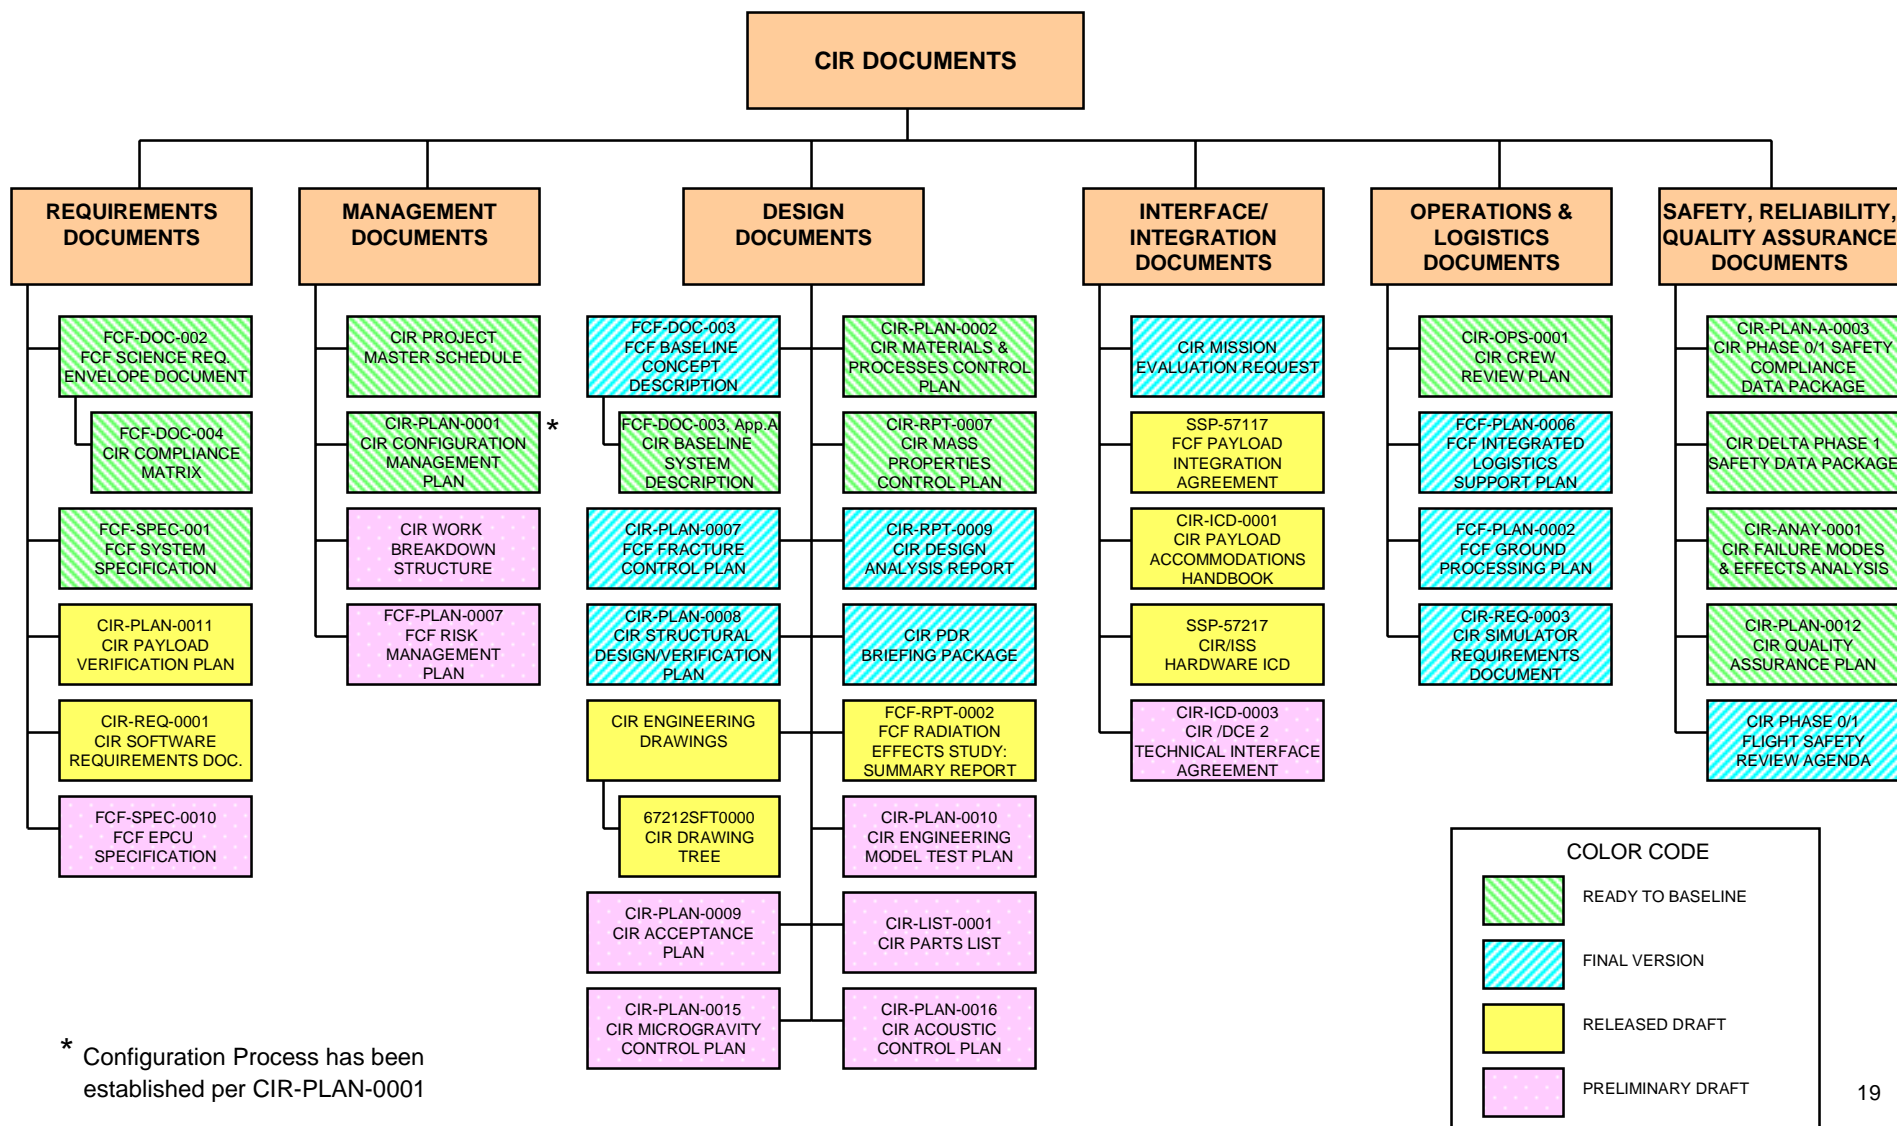 CIR DOCUMENTS
REQUIREMENTS
DOCUMENTS
FCF-DOC-002
FCF SCIENCE REQ.
ENVELOPE DOCUMENT
FCF-DOC-004
CIR COMPLIANCE
MATRIX
FCF-SPEC-001
FCF SYSTEM
SPECIFICATION
CIR-PLAN-0011
CIR PAYLOAD
VERIFICATION PLAN
CIR-REQ-0001
CIR SOFTWARE
REQUIREMENTS DOC.
FCF-SPEC-0010
FCF EPCU
SPECIFICATION
MANAGEMENT
DOCUMENTS
CIR PROJECT
MASTER SCHEDULE
CIR-PLAN-0001
CIR CONFIGURATION
MANAGEMENT
PLAN
*
CIR WORK
BREAKDOWN
STRUCTURE
FCF-PLAN-0007
FCF RISK
MANAGEMENT
PLAN
DESIGN
DOCUMENTS
FCF-DOC-003
FCF BASELINE
CONCEPT
DESCRIPTION
FCF-DOC-003, App.A
CIR BASELINE
SYSTEM
DESCRIPTION
CIR-PLAN-0007
FCF FRACTURE
CONTROL PLAN
CIR-PLAN-0008
CIR STRUCTURAL
DESIGN/VERIFICATION
PLAN
CIR ENGINEERING
DRAWINGS
67212SFT0000
CIR DRAWING
TREE
CIR-PLAN-0009
CIR ACCEPTANCE
PLAN
CIR-PLAN-0015
CIR MICROGRAVITY
CONTROL PLAN
CIR-PLAN-0002
CIR MATERIALS &
PROCESSES CONTROL
PLAN
CIR-RPT-0007
CIR MASS
PROPERTIES
CONTROL PLAN
CIR-RPT-0009
CIR DESIGN
ANALYSIS REPORT
CIR PDR
BRIEFING PACKAGE
FCF-RPT-0002
FCF RADIATION
EFFECTS STUDY:
SUMMARY REPORT
CIR-PLAN-0010
CIR ENGINEERING
MODEL TEST PLAN
CIR-LIST-0001
CIR PARTS LIST
CIR-PLAN-0016
CIR ACOUSTIC
CONTROL PLAN
INTERFACE/
INTEGRATION
DOCUMENTS
CIR MISSION
EVALUATION REQUEST
SSP-57117
FCF PAYLOAD
INTEGRATION
AGREEMENT
CIR-ICD-0001
CIR PAYLOAD
ACCOMMODATIONS
HANDBOOK
SSP-57217
CIR/ISS
HARDWARE ICD
CIR-ICD-0003
CIR /DCE 2
TECHNICAL INTERFACE
AGREEMENT
OPERATIONS &
LOGISTICS
DOCUMENTS
CIR-OPS-0001
CIR CREW
REVIEW PLAN
FCF-PLAN-0006
FCF INTEGRATED
LOGISTICS
SUPPORT PLAN
FCF-PLAN-0002
FCF GROUND
PROCESSING PLAN
CIR-REQ-0003
CIR SIMULATOR
REQUIREMENTS
DOCUMENT
SAFETY, RELIABILITY,
QUALITY ASSURANCE
DOCUMENTS
CIR-PLAN-A-0003
CIR PHASE 0/1 SAFETY
COMPLIANCE
DATA PACKAGE
CIR DELTA PHASE 1
SAFETY DATA PACKAGE
CIR-ANAY-0001
CIR FAILURE MODES
& EFFECTS ANALYSIS
CIR-PLAN-0012
CIR QUALITY
ASSURANCE PLAN
CIR PHASE 0/1
FLIGHT SAFETY
REVIEW AGENDA
COLOR CODE
READY TO BASELINE
FINAL VERSION
RELEASED DRAFT
PRELIMINARY DRAFT
* Configuration Process has been
established per CIR-PLAN-0001
19